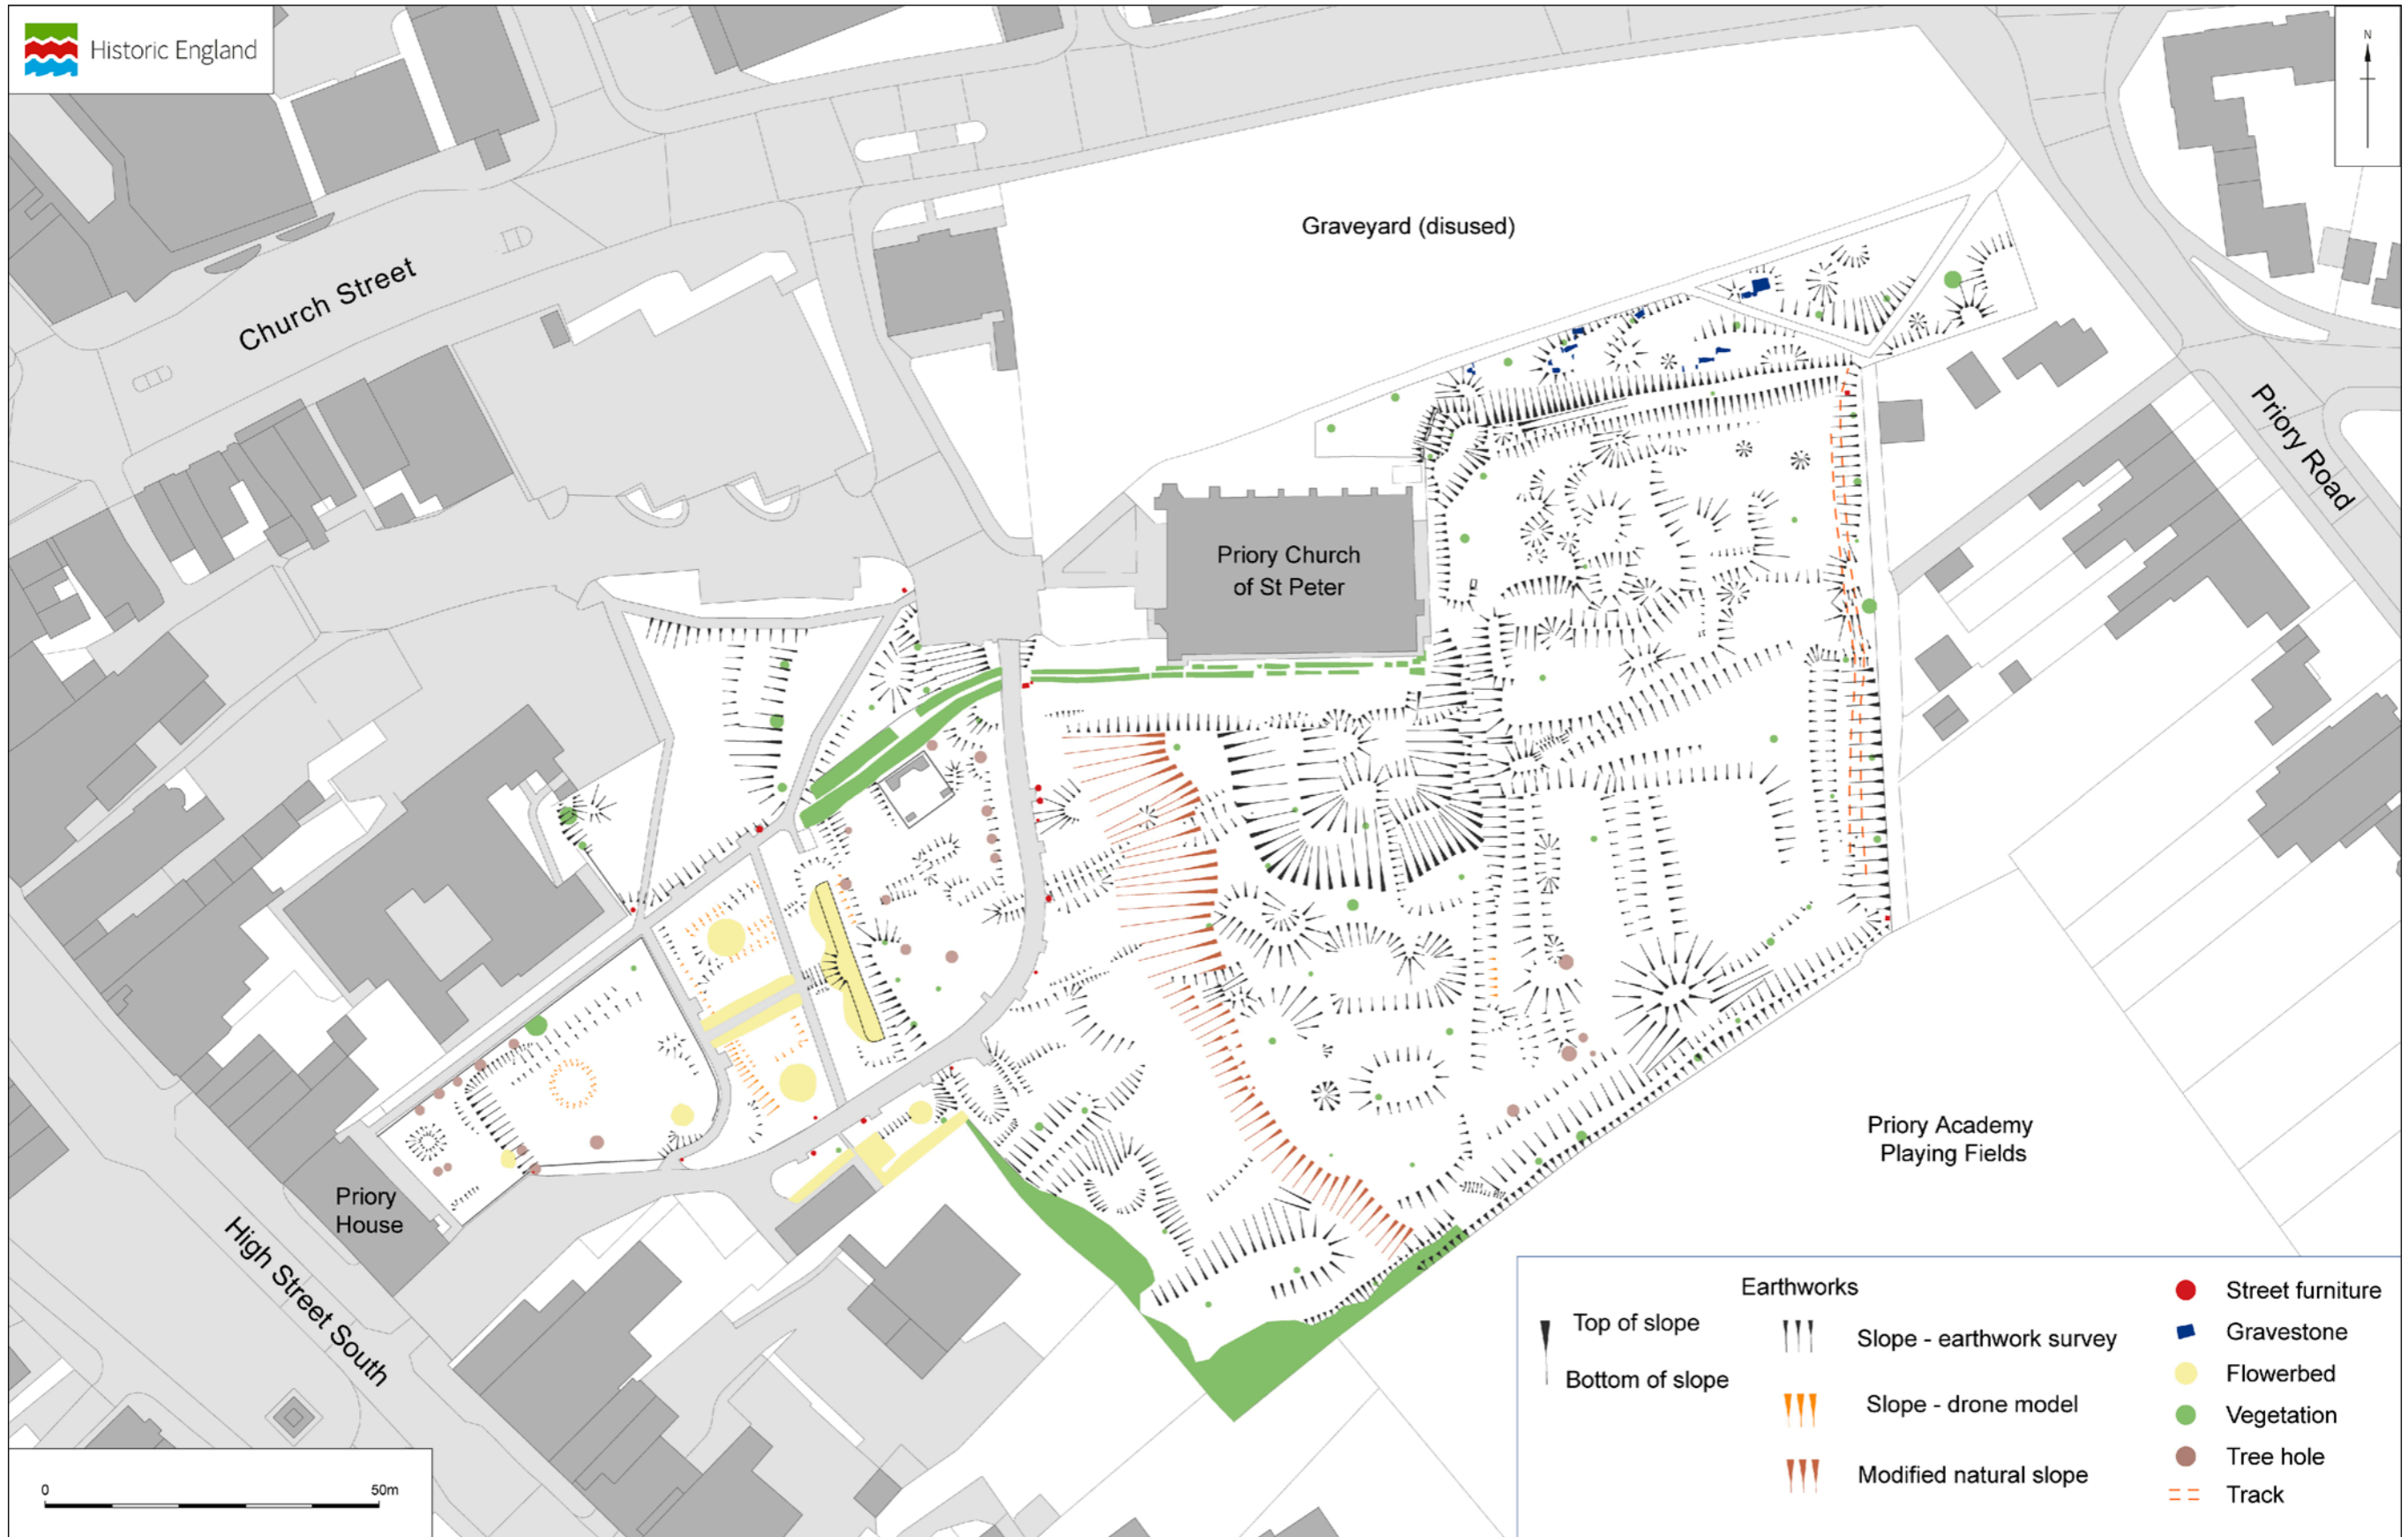 Historic England
N
Graveyard (disused)
Church Street
Priory Road
Priory Church
of St Peter
Priory Academy
Playing Fields
Priory
House
High Street South
0 50m
Earthworks
Top of slope
Bottom of slope
Slope - earthwork survey
Slope - drone model
Modified natural slope
Street furniture
Gravestone
Flowerbed
Vegetation
Tree hole
Track